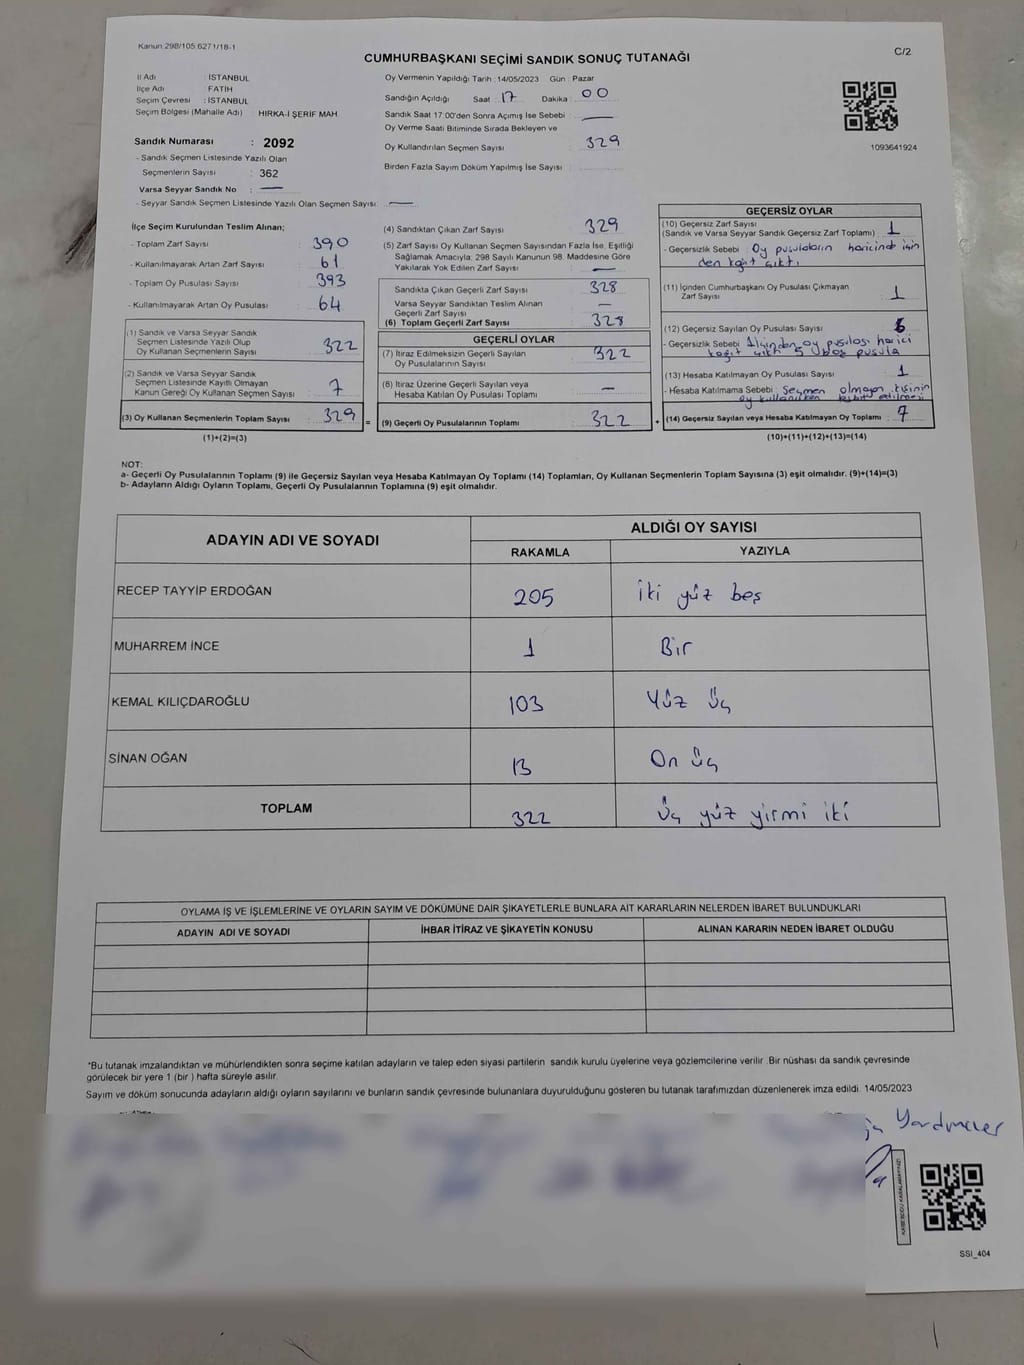 Kanun 298/105.6271/18-1
C/2
CUMHURBAŞKANI SEÇİMİ SANDIK SONUÇ TUTANAĞI
İl Adı : İSTANBUL
İlçe Adı : FATİH
Seçim Çevresi : İSTANBUL
Seçim Bölgesi (Mahalle Adı) HIRKA-İ ŞERİF MAH
Sandık Numarası : 2092
- Sandık Seçmen Listesinde Yazılı Olan
Seçmenlerin Sayısı : 362
Varsa Seyyar Sandık No : —
- Seyyar Sandık Seçmen Listesinde Yazılı Olan Seçmen Sayısı : —
Oy Vermenin Yapıldığı Tarih : 14/05/2023 Gün : Pazar
Sandığın Açıldığı Saat : 17 Dakika : 00
Sandık Saat 17:00'den Sonra Açımış İse Sebebi : —
Oy Verme Saati Bitiminde Sırada Bekleyen ve
Oy Kullandırılan Seçmen Sayısı : 329
Birden Fazla Sayım Döküm Yapılmış İse Sayısı :
1093641924
İlçe Seçim Kurulundan Teslim Alınan;
- Toplam Zarf Sayısı : 390
- Kullanılmayarak Artan Zarf Sayısı : 61
- Toplam Oy Pusulası Sayısı : 393
- Kullanılmayarak Artan Oy Pusulası : 64
(1) Sandık ve Varsa Seyyar Sandık
Seçmen Listesinde Yazılı Olup
Oy Kullanan Seçmenlerin Sayısı : 322
(2) Sandık ve Varsa Seyyar Sandık
Seçmen Listesinde Kayıtlı Olmayan
Kanun Gereği Oy Kullanan Seçmen Sayısı : 7
(3) Oy Kullanan Seçmenlerin Toplam Sayısı : 329
(1)+(2)=(3)
(4) Sandıktan Çıkan Zarf Sayısı : 329
(5) Zarf Sayısı Oy Kullanan Seçmen Sayısından Fazla İse, Eşitliği
Sağlamak Amacıyla; 298 Sayılı Kanunun 98. Maddesine Göre
Yakılarak Yok Edilen Zarf Sayısı : —
Sandıkta Çıkan Geçerli Zarf Sayısı : 328
Varsa Seyyar Sandıktan Teslim Alınan
Geçerli Zarf Sayısı : —
(6) Toplam Geçerli Zarf Sayısı : 328
GEÇERLİ OYLAR
(7) İtiraz Edilmeksizin Geçerli Sayılan
Oy Pusulalarının Sayısı : 322
(8) İtiraz Üzerine Geçerli Sayılan veya
Hesaba Katılan Oy Pusulası Toplamı : —
= (9) Geçerli Oy Pusulalarının Toplamı : 322
GEÇERSİZ OYLAR
(10) Geçersiz Zarf Sayısı
(Sandık ve Varsa Seyyar Sandık Geçersiz Zarf Toplamı) : 1
- Geçersizlik Sebebi : Oy pusulaların haricinde için
den kağıt çıktı
(11) İçinden Cumhurbaşkanı Oy Pusulası Çıkmayan
Zarf Sayısı : 1
(12) Geçersiz Sayılan Oy Pusulası Sayısı :
- Geçersizlik Sebebi oy pusulası harici
kağıt çıktı 5 boş pusula
(13) Hesaba Katılmayan Oy Pusulası Sayısı : 1
- Hesaba Katılmama Sebebi : Seçmen olmayan kişinin
oy kullanırken tespit edilmesi
+ (14) Geçersiz Sayılan veya Hesaba Katılmayan Oy Toplamı : 7
(10)+(11)+(12)+(13)=(14)
NOT:
a- Geçerli Oy Pusulalarının Toplamı (9) ile Geçersiz Sayılan veya Hesaba Katılmayan Oy Toplamı (14) Toplamları, Oy Kullanan Seçmenlerin Toplam Sayısına (3) eşit olmalıdır. (9)+(14)=(3)
b- Adayların Aldığı Oyların Toplamı, Geçerli Oy Pusulalarının Toplamına (9) eşit olmalıdır.
ADAYIN ADI VE SOYADI
ALDIĞI OY SAYISI
RAKAMLA YAZIYLA
RECEP TAYYİP ERDOĞAN 205 iki yüz beş
MUHARREM İNCE 1 Bir
KEMAL KILIÇDAROĞLU 103 Yüz üç
SİNAN OĞAN 13 On üç
TOPLAM 322 üç yüz yirmi iki
OYLAMA İŞ VE İŞLEMLERİNE VE OYLARIN SAYIM VE DÖKÜMÜNE DAİR ŞİKAYETLERLE BUNLARA AİT KARARLARIN NELERDEN İBARET BULUNDUKLARI
ADAYIN ADI VE SOYADI İHBAR İTİRAZ VE ŞİKAYETİN KONUSU ALINAN KARARIN NEDEN İBARET OLDUĞU
*Bu tutanak imzalandıktan ve mühürlendikten sonra seçime katılan adayların ve talep eden siyasi partilerin sandık kurulu üyelerine veya gözlemcilerine verilir. Bir nüshası da sandık çevresinde
görülecek bir yere 1 (bir ) hafta süreyle asılır.
Sayım ve döküm sonucunda adayların aldığı oyların sayılarını ve bunların sandık çevresinde bulunanlara duyurulduğunu gösteren bu tutanak tarafımızdan düzenlenerek imza edildi. 14/05/2023
SSI_404